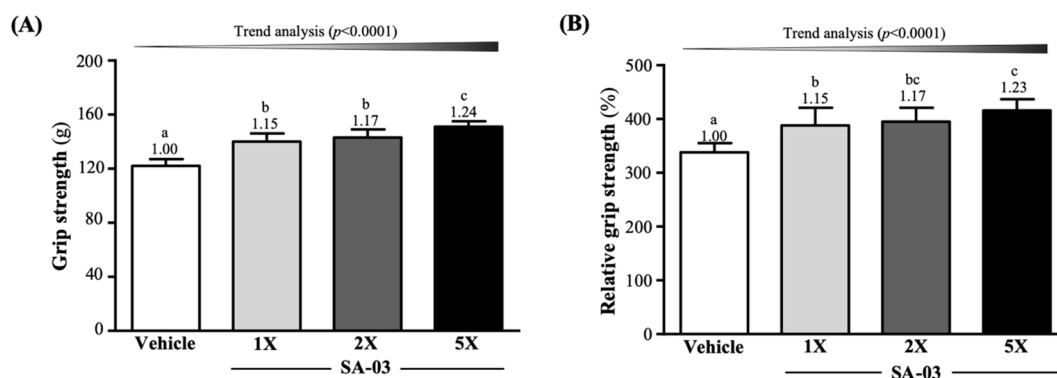 (A)
Trend analysis (p<0.0001)
Grip strength (g)
200
160
120
80
40
0
a
1.00
b
1.15
b
1.17
c
1.24
Vehicle 1X 2X 5X
SA-03
(B)
Trend analysis (p<0.0001)
Relative grip strength (%)
500
400
300
200
100
0
a
1.00
b
1.15
bc
1.17
c
1.23
Vehicle 1X 2X 5X
SA-03